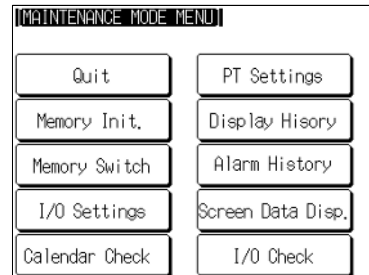 [MAINTENANCE MODE MENU]
Quit
PT Settings
Memory Init.
Display Hisory
Memory Switch
Alarm History
I/O Settings
Screen Data Disp.
Calendar Check
I/O Check